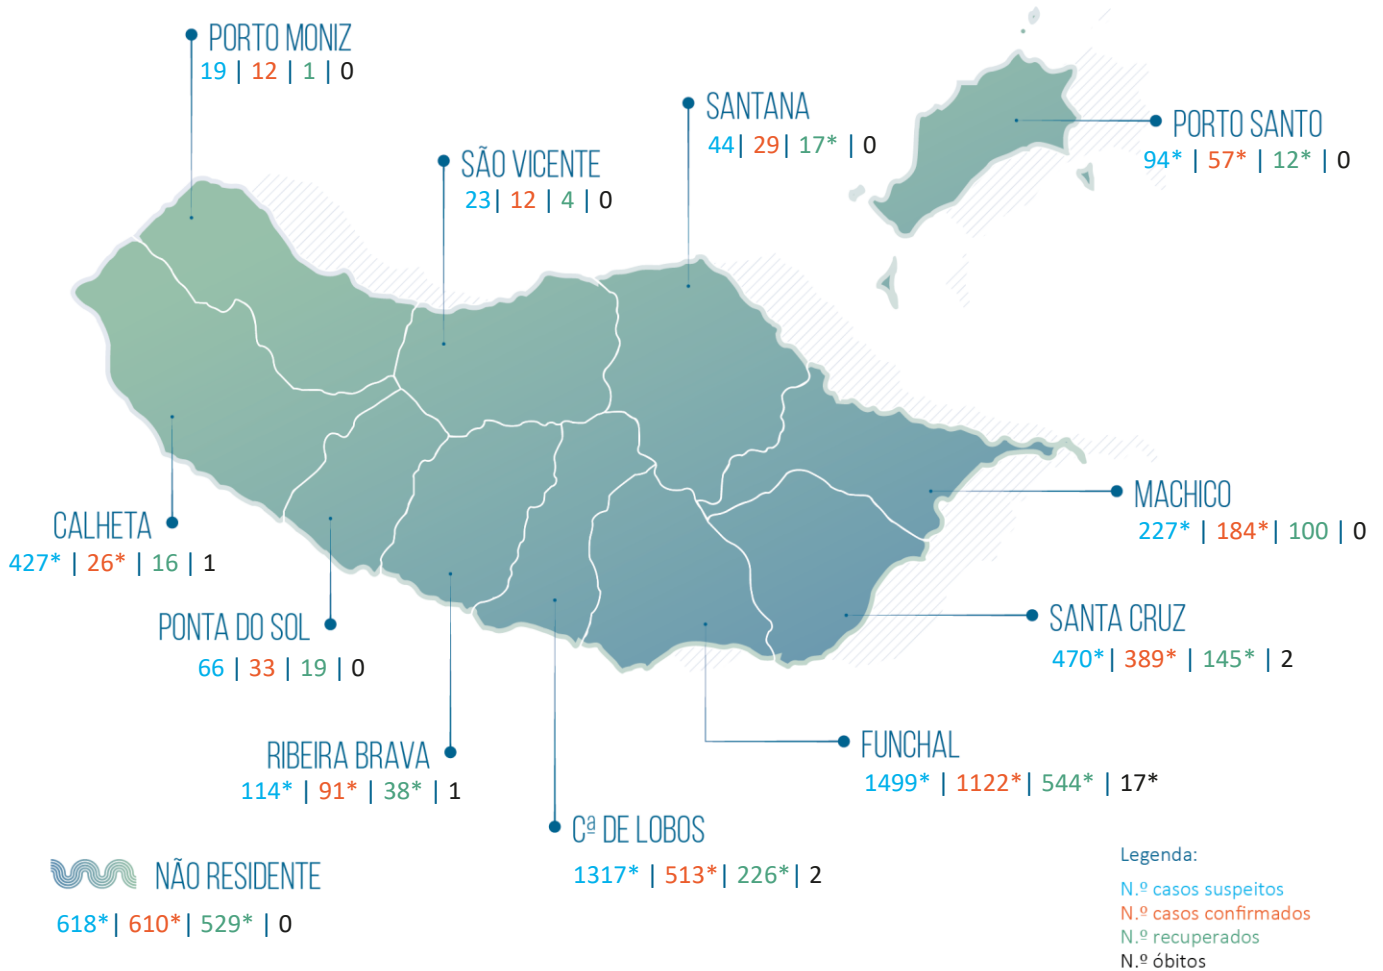 PORTO MONIZ
19 | 12 | 1 | 0
SANTANA
44| 29| 17* | 0
PORTO SANTO
94* | 57* | 12* | 0
SÃO VICENTE
23| 12 | 4 | 0
MACHICO
227* | 184*| 100 | 0
CALHETA
427* | 26* | 16 | 1
PONTA DO SOL
66 | 33 | 19 | 0
SANTA CRUZ
470*| 389* | 145* | 2
RIBEIRA BRAVA
114* | 91* | 38* | 1
FUNCHAL
1499* | 1122*| 544* | 17*
Cª DE LOBOS
1317* | 513*| 226*| 2
NÃO RESIDENTE
618*| 610*| 529* | 0
Legenda:
N.º casos suspeitos
N.º casos confirmados
N.º recuperados
N.º óbitos